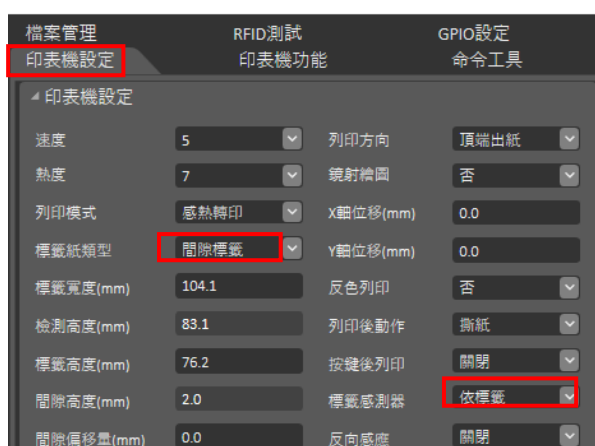 檔案管理 RFID測試 GPIO設定
印表機設定 印表機功能 命令工具
印表機設定
速度 5 列印方向 頂端出紙
熱度 7 鏡射繪圖 否
列印模式 感熱轉印 X軸位移(mm) 0.0
標籤紙類型 間隙標籤 Y軸位移(mm) 0.0
標籤寬度(mm) 104.1 反色列印 否
檢測高度(mm) 83.1 列印後動作 撕紙
標籤高度(mm) 76.2 按鍵後列印 關閉
間隙高度(mm) 2.0 標籤感測器 依標籤
間隙偏移量(mm) 0.0 反向感應 關閉